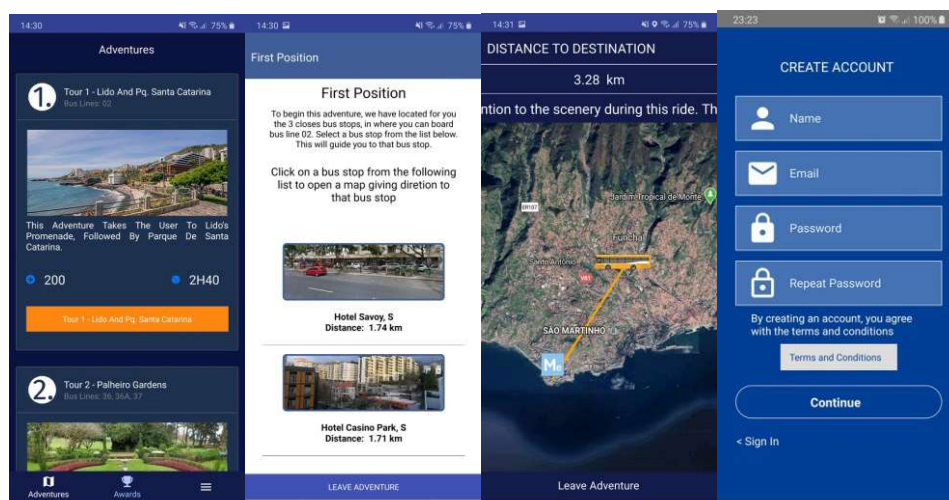 14:30
75%
Adventures
1.
Tour 1 - Lido And Pq. Santa Catarina
Bus Lines: 02
This Adventure Takes The User To Lido's
Promenade, Followed By Parque De Santa
Catarina.
200
2H40
Tour 1 - Lido And Pq. Santa Catarina
2.
Tour 2 - Palheiro Gardens
Bus Lines: 36, 36A, 37
Adventures
Awards
14:30
75%
First Position
First Position
To begin this adventure, we have located for you
the 3 closes bus stops, in where you can board
bus line 02. Select a bus stop from the list below.
This will guide you to that bus stop.
Click on a bus stop from the following
list to open a map giving diretion to
that bus stop
Hotel Savoy, S
Distance: 1.74 km
Hotel Casino Park, S
Distance: 1.71 km
LEAVE ADVENTURE
14:31
75%
DISTANCE TO DESTINATION
3.28 km
ntion to the scenery during this ride. Th
Jardim Tropical de Monte
ER107
Funchal
Santo António
SÃO MARTINHO
Leave Adventure
23:23
100%
CREATE ACCOUNT
Name
Email
Password
Repeat Password
By creating an account, you agree
with the terms and conditions
Terms and Conditions
Continue
< Sign In